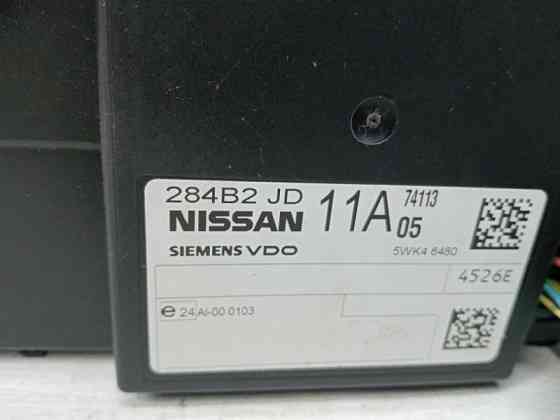 284B2 JD 11A 74113
NISSAN 05
SIEMENS VDO 5WK4 6480
4526E
e 24 AI-00 0103